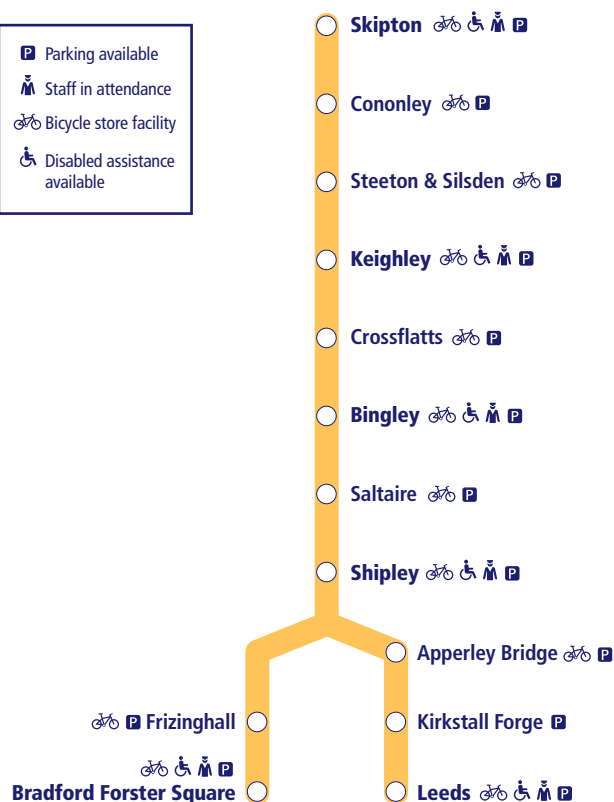 P Parking available
Staff in attendance
Bicycle store facility
Disabled assistance
available
Skipton P
Cononley P
Steeton & Silsden P
Keighley P
Crossflatts P
Bingley P
Saltaire P
Shipley P
Apperley Bridge P
P Frizinghall
Kirkstall Forge P
P
Bradford Forster Square
Leeds P